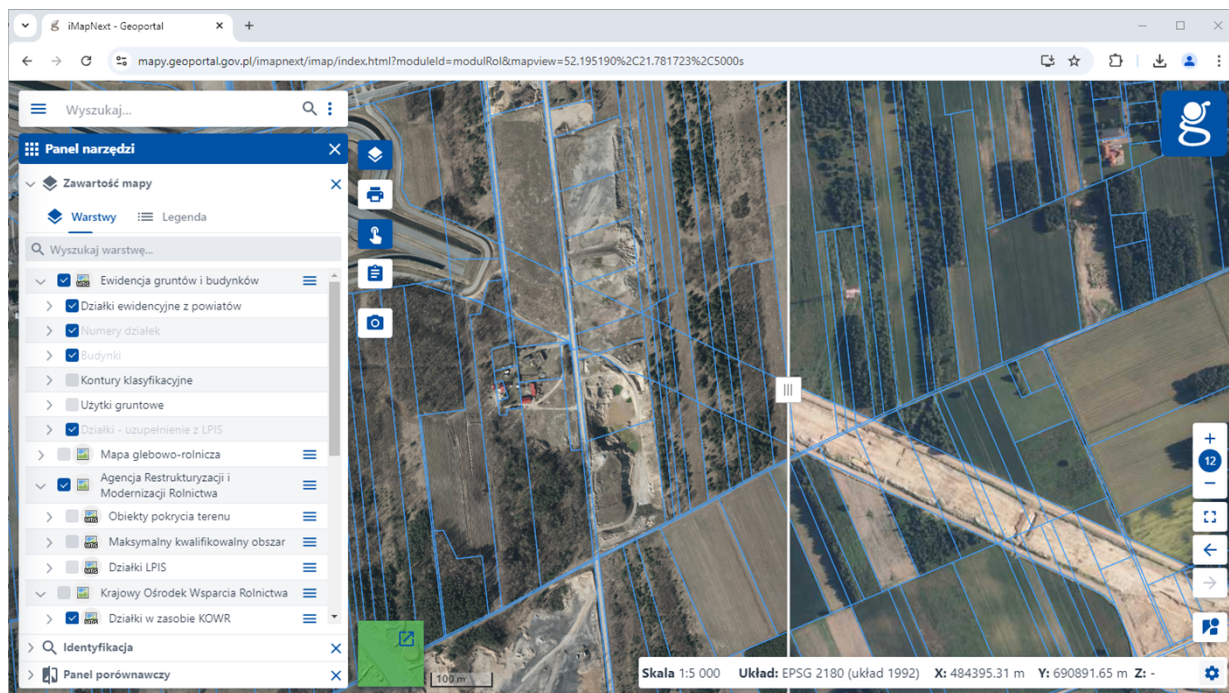 iMapNext - Geoportal
mapy.geoportal.gov.pl/imapnext/imap/index.html?moduleId=modulRol&mapview=52.195190%2C21.781723%2C5000s
Wyszukaj...
Panel narzędzi
Zawartość mapy
Warstwy Legenda
Wyszukaj warstwę...
Ewidencja gruntów i budynków
Działki ewidencyjne z powiatów
Numery działek
Budynki
Kontury klasyfikacyjne
Użytki gruntowe
Działki - uzupełnienie z LPIS
Mapa glebowo-rolnicza
Agencja Restrukturyzacji i
Modernizacji Rolnictwa
Obiekty pokrycia terenu
Maksymalny kwalifikowalny obszar
Działki LPIS
Krajowy Ośrodek Wsparcia Rolnictwa
Działki w zasobie KOWR
Identyfikacja
Panel porównawczy
12
100 m
Skala 1:5 000 Układ: EPSG 2180 (układ 1992) X: 484395.31 m Y: 690891.65 m Z: -